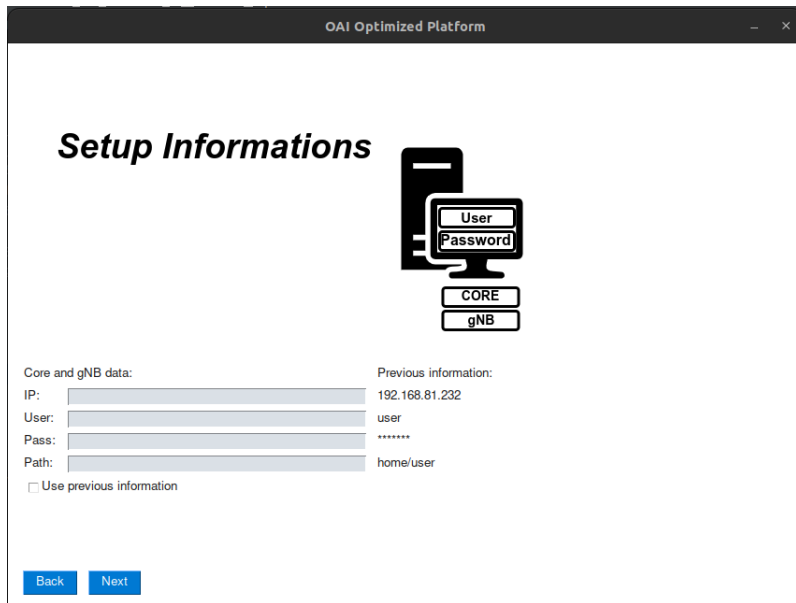 OAI Optimized Platform
Setup Informations
User
Password
CORE
gNB
Core and gNB data: Previous information:
IP: 192.168.81.232
User: user
Pass: *******
Path: home/user
Use previous information
Back Next